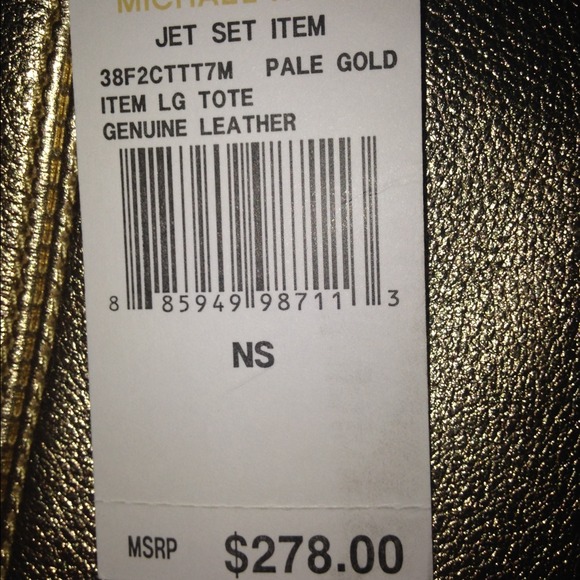 MICHAEL
JET SET ITEM
38F2CTTT7M PALE GOLD
ITEM LG TOTE
GENUINE LEATHER
8 85949 98711 3
NS
MSRP $278.00